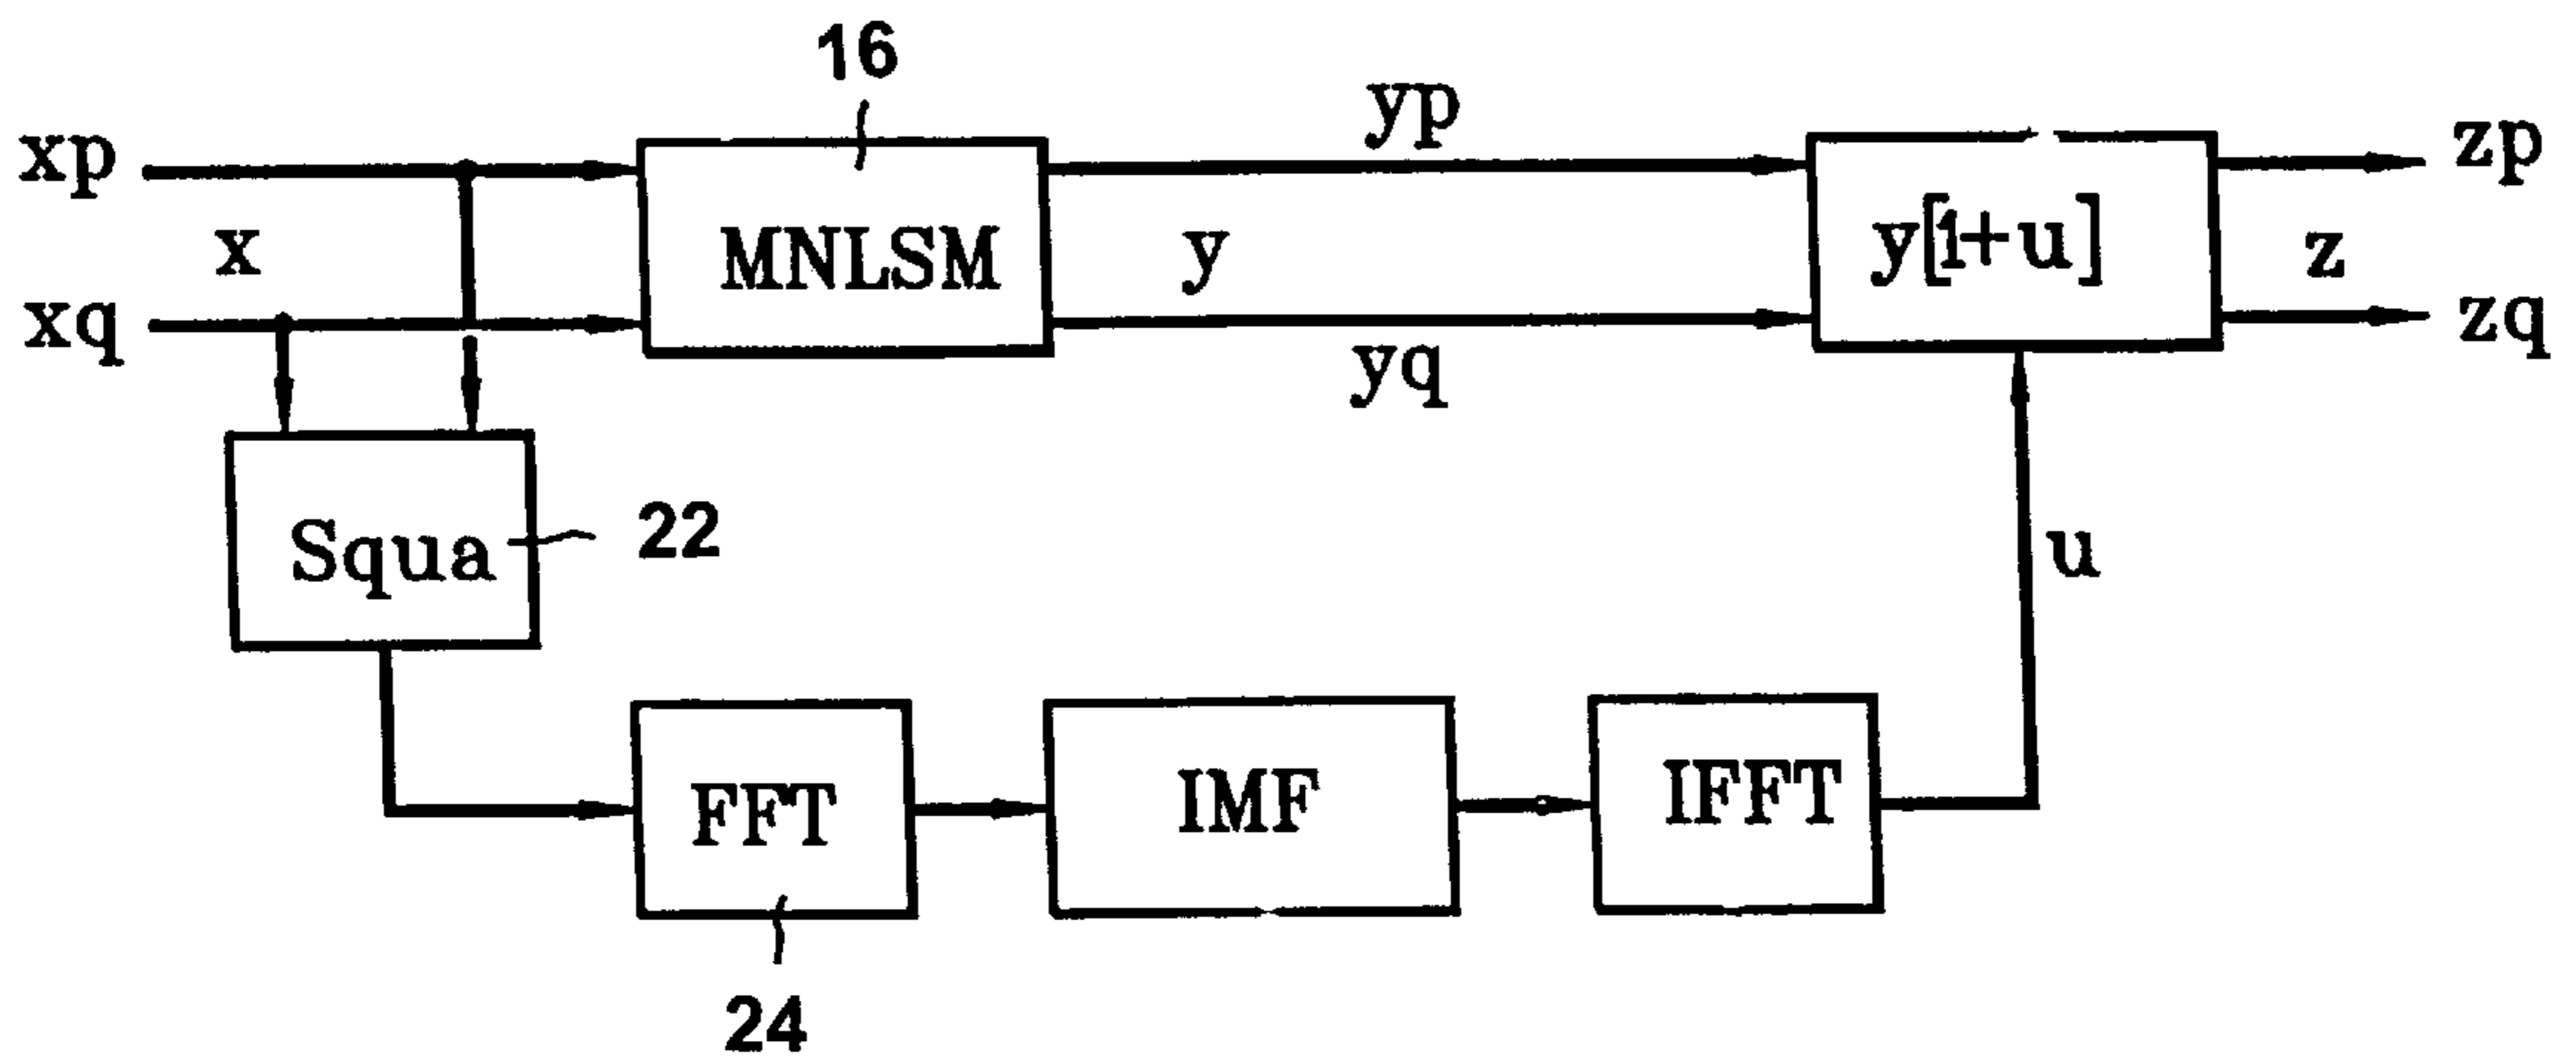 16
xp
yp
zp
x
MNLSM
y
y[1+u]
z
xq
yq
zq
Squa
22
u
FFT
IMF
IFFT
24